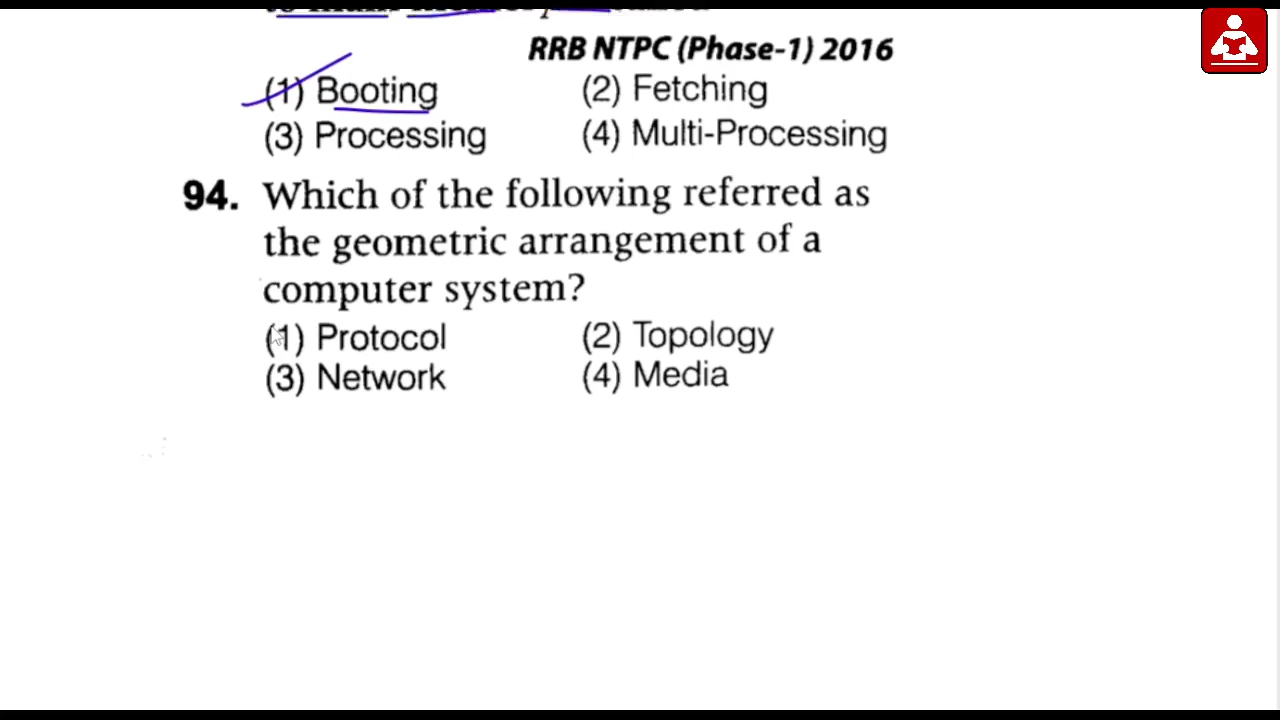 RRB NTPC (Phase-1) 2016
(1) Booting (2) Fetching
(3) Processing (4) Multi-Processing
94. Which of the following referred as
the geometric arrangement of a
computer system?
(1) Protocol (2) Topology
(3) Network (4) Media